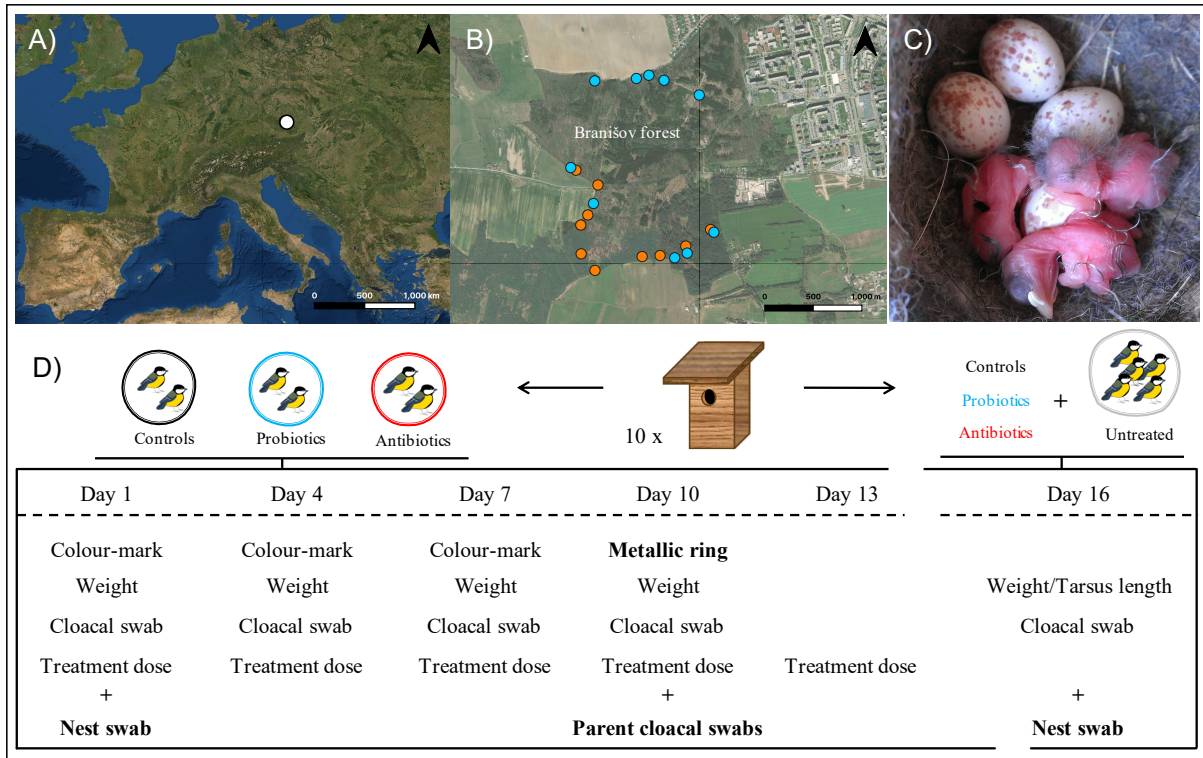 A)
0 500 1,000 km
B)
Branišov forest
0 500 1,000 m
C)
D)
Controls
Probiotics
Antibiotics
10 x
Controls
Probiotics
Antibiotics
+
Untreated
Day 1 Day 4 Day 7 Day 10 Day 13 Day 16
Colour-mark Colour-mark Colour-mark Metallic ring
Weight Weight Weight Weight Weight/Tarsus length
Cloacal swab Cloacal swab Cloacal swab Cloacal swab Cloacal swab
Treatment dose Treatment dose Treatment dose Treatment dose Treatment dose
+ + +
Nest swab Parent cloacal swabs Nest swab